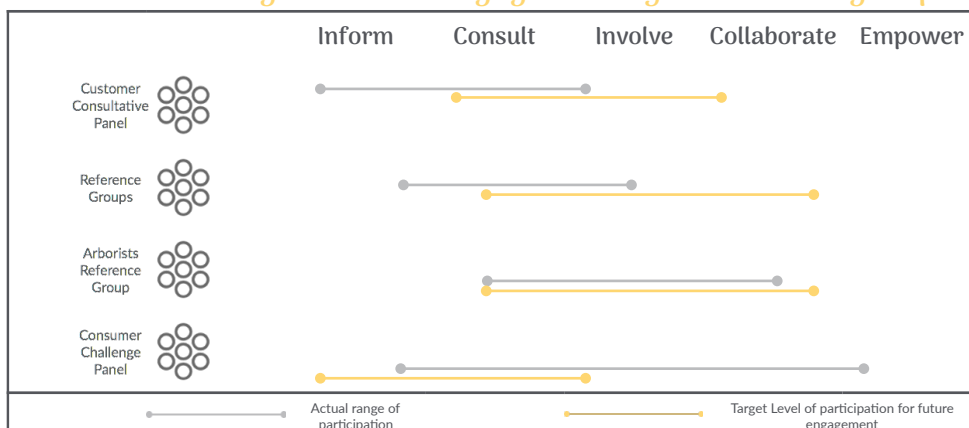 Inform Consult Involve Collaborate Empower
Customer
Consultative
Panel
Reference
Groups
Arborists
Reference
Group
Consumer
Challenge
Panel
Actual range of
participation
Target Level of participation for future
engagement